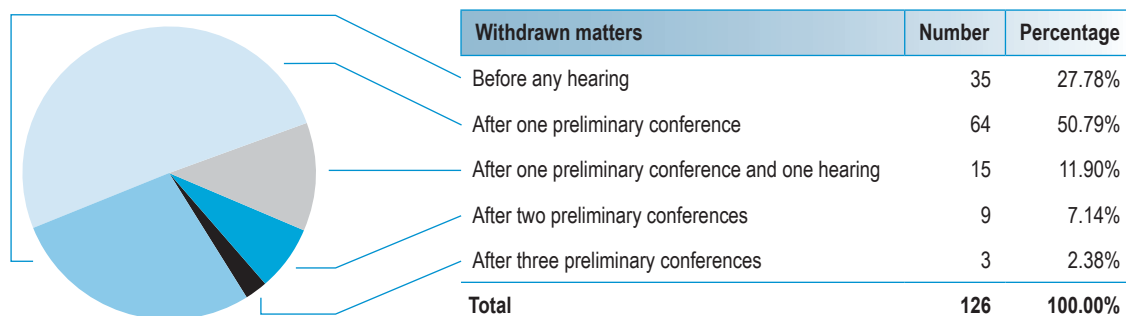 Withdrawn matters Number Percentage
Before any hearing 35 27.78%
After one preliminary conference 64 50.79%
After one preliminary conference and one hearing 15 11.90%
After two preliminary conferences 9 7.14%
After three preliminary conferences 3 2.38%
Total 126 100.00%